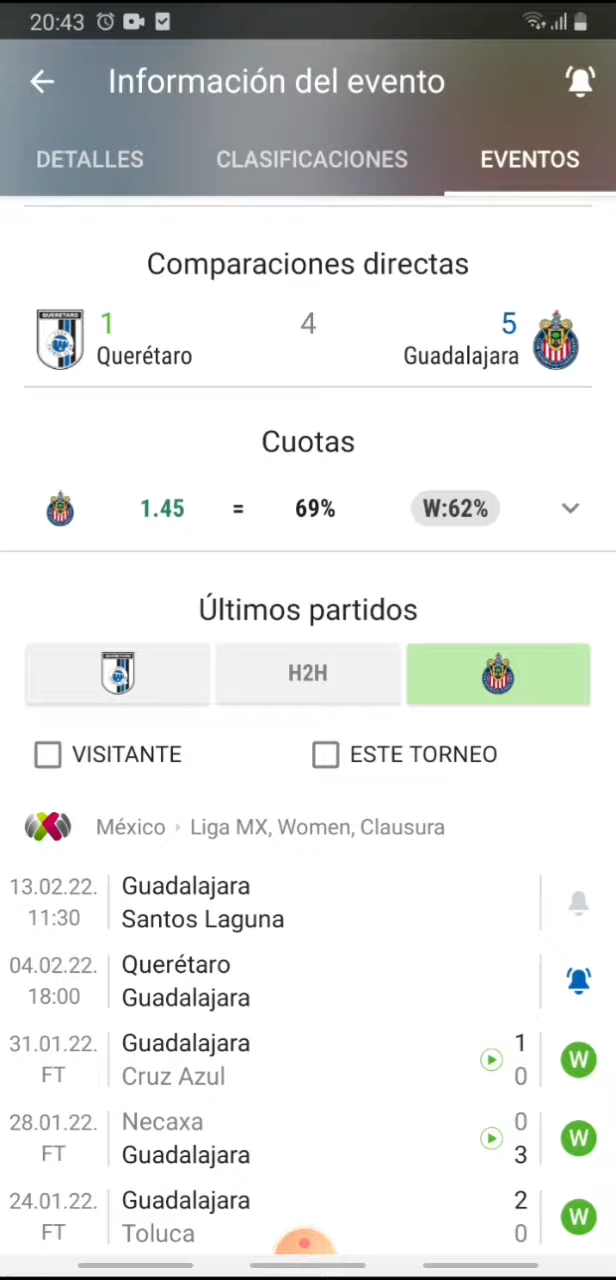 20:43
Información del evento
DETALLES CLASIFICACIONES EVENTOS
Comparaciones directas
1 4 5
Querétaro Guadalajara
Cuotas
1.45 = 69% W:62%
Últimos partidos
H2H
VISITANTE ESTE TORNEO
México Liga MX, Women, Clausura
13.02.22. Guadalajara
11:30 Santos Laguna
04.02.22. Querétaro
18:00 Guadalajara
31.01.22. Guadalajara 1
FT Cruz Azul 0
W
28.01.22. Necaxa 0
FT Guadalajara 3
W
24.01.22. Guadalajara 2
FT Toluca 0
W